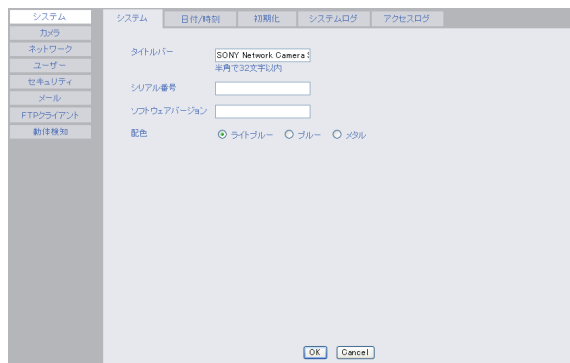 システム
カメラ
ネットワーク
ユーザー
セキュリティ
メール
FTPクライアント
動体検知
システム 日付/時刻 初期化 システムログ アクセスログ
タイトルバー SONY Network Camera S
半角で32文字以内
シリアル番号
ソフトウェアバージョン
配色 ライトブルー ブルー メタル
OK Cancel